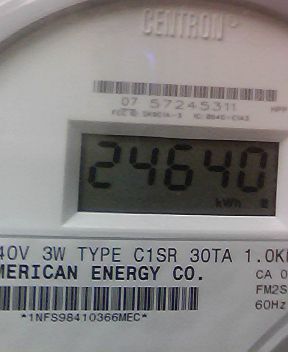 CENTRON
07 57245311
24640
kWh
40V 3W TYPE C1SR 30TA 1.0K
MERICAN ENERGY CO.
CA 0
FM2S
60Hz
*1NFS98410366MEC*